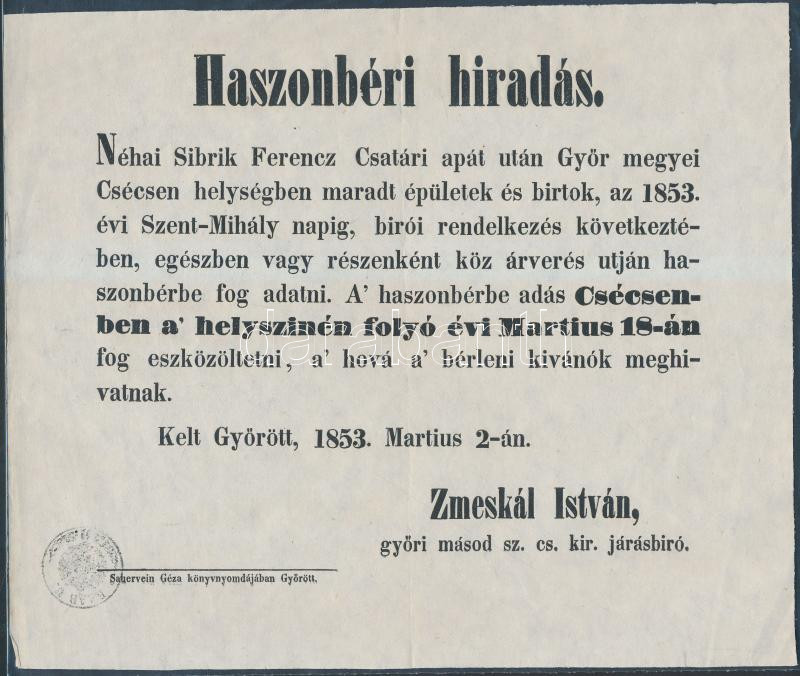 Haszonbéri hiradás.
Néhai Sibrik Ferencz Csatári apát után Győr megyei
Csécsen helységben maradt épületek és birtok, az 1853.
évi Szent-Mihály napig, birói rendelkezés következté-
ben, egészben vagy részenként köz árverés utján ha-
szonbérbe fog adatni. A' haszonbérbe adás Csécsen-
ben a' helyszinén folyó évi Martius 18-án
fog eszközöltetni, a' hová a' bérleni kivánók meghi-
vatnak.
Kelt Győrött, 1853. Martius 2-án.
Zmeskál István,
győri másod sz. cs. kir. járásbiró.
Sauervein Géza könyvnyomdájában Győrött.
darabanth